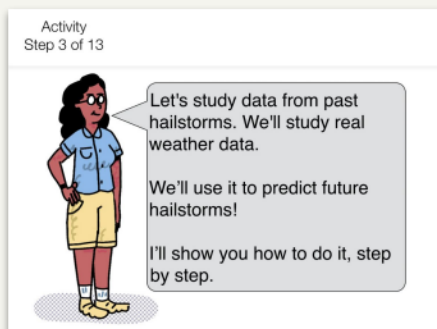 Activity
Step 3 of 13
Let's study data from past
hailstorms. We'll study real
weather data.
We'll use it to predict future
hailstorms!
I'll show you how to do it, step
by step.